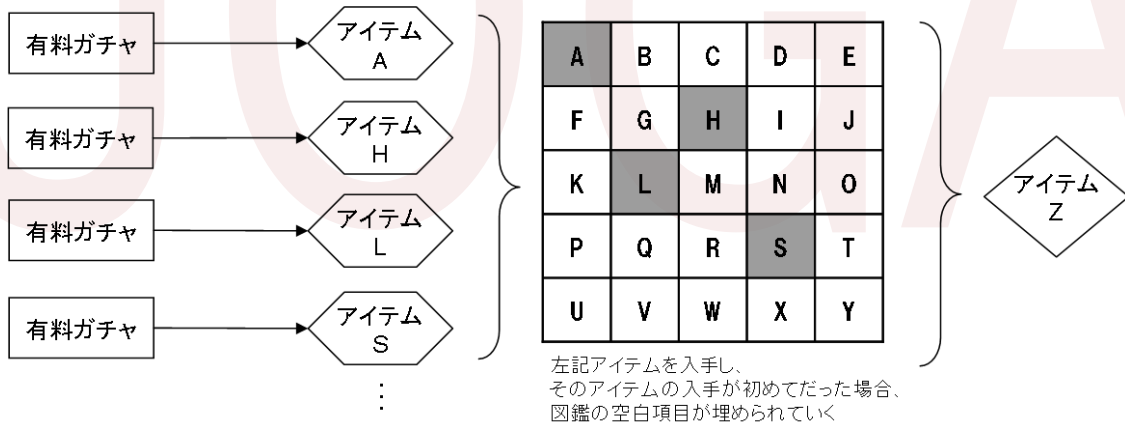 有料ガチャ
アイテム
A
有料ガチャ
アイテム
H
有料ガチャ
アイテム
L
有料ガチャ
アイテム
S
⋮
A B C D E
F G H I J
K L M N O
P Q R S T
U V W X Y
左記アイテムを入手し、
そのアイテムの入手が初めてだった場合、
図鑑の空白項目が埋められていく
アイテム
Z
JOGA